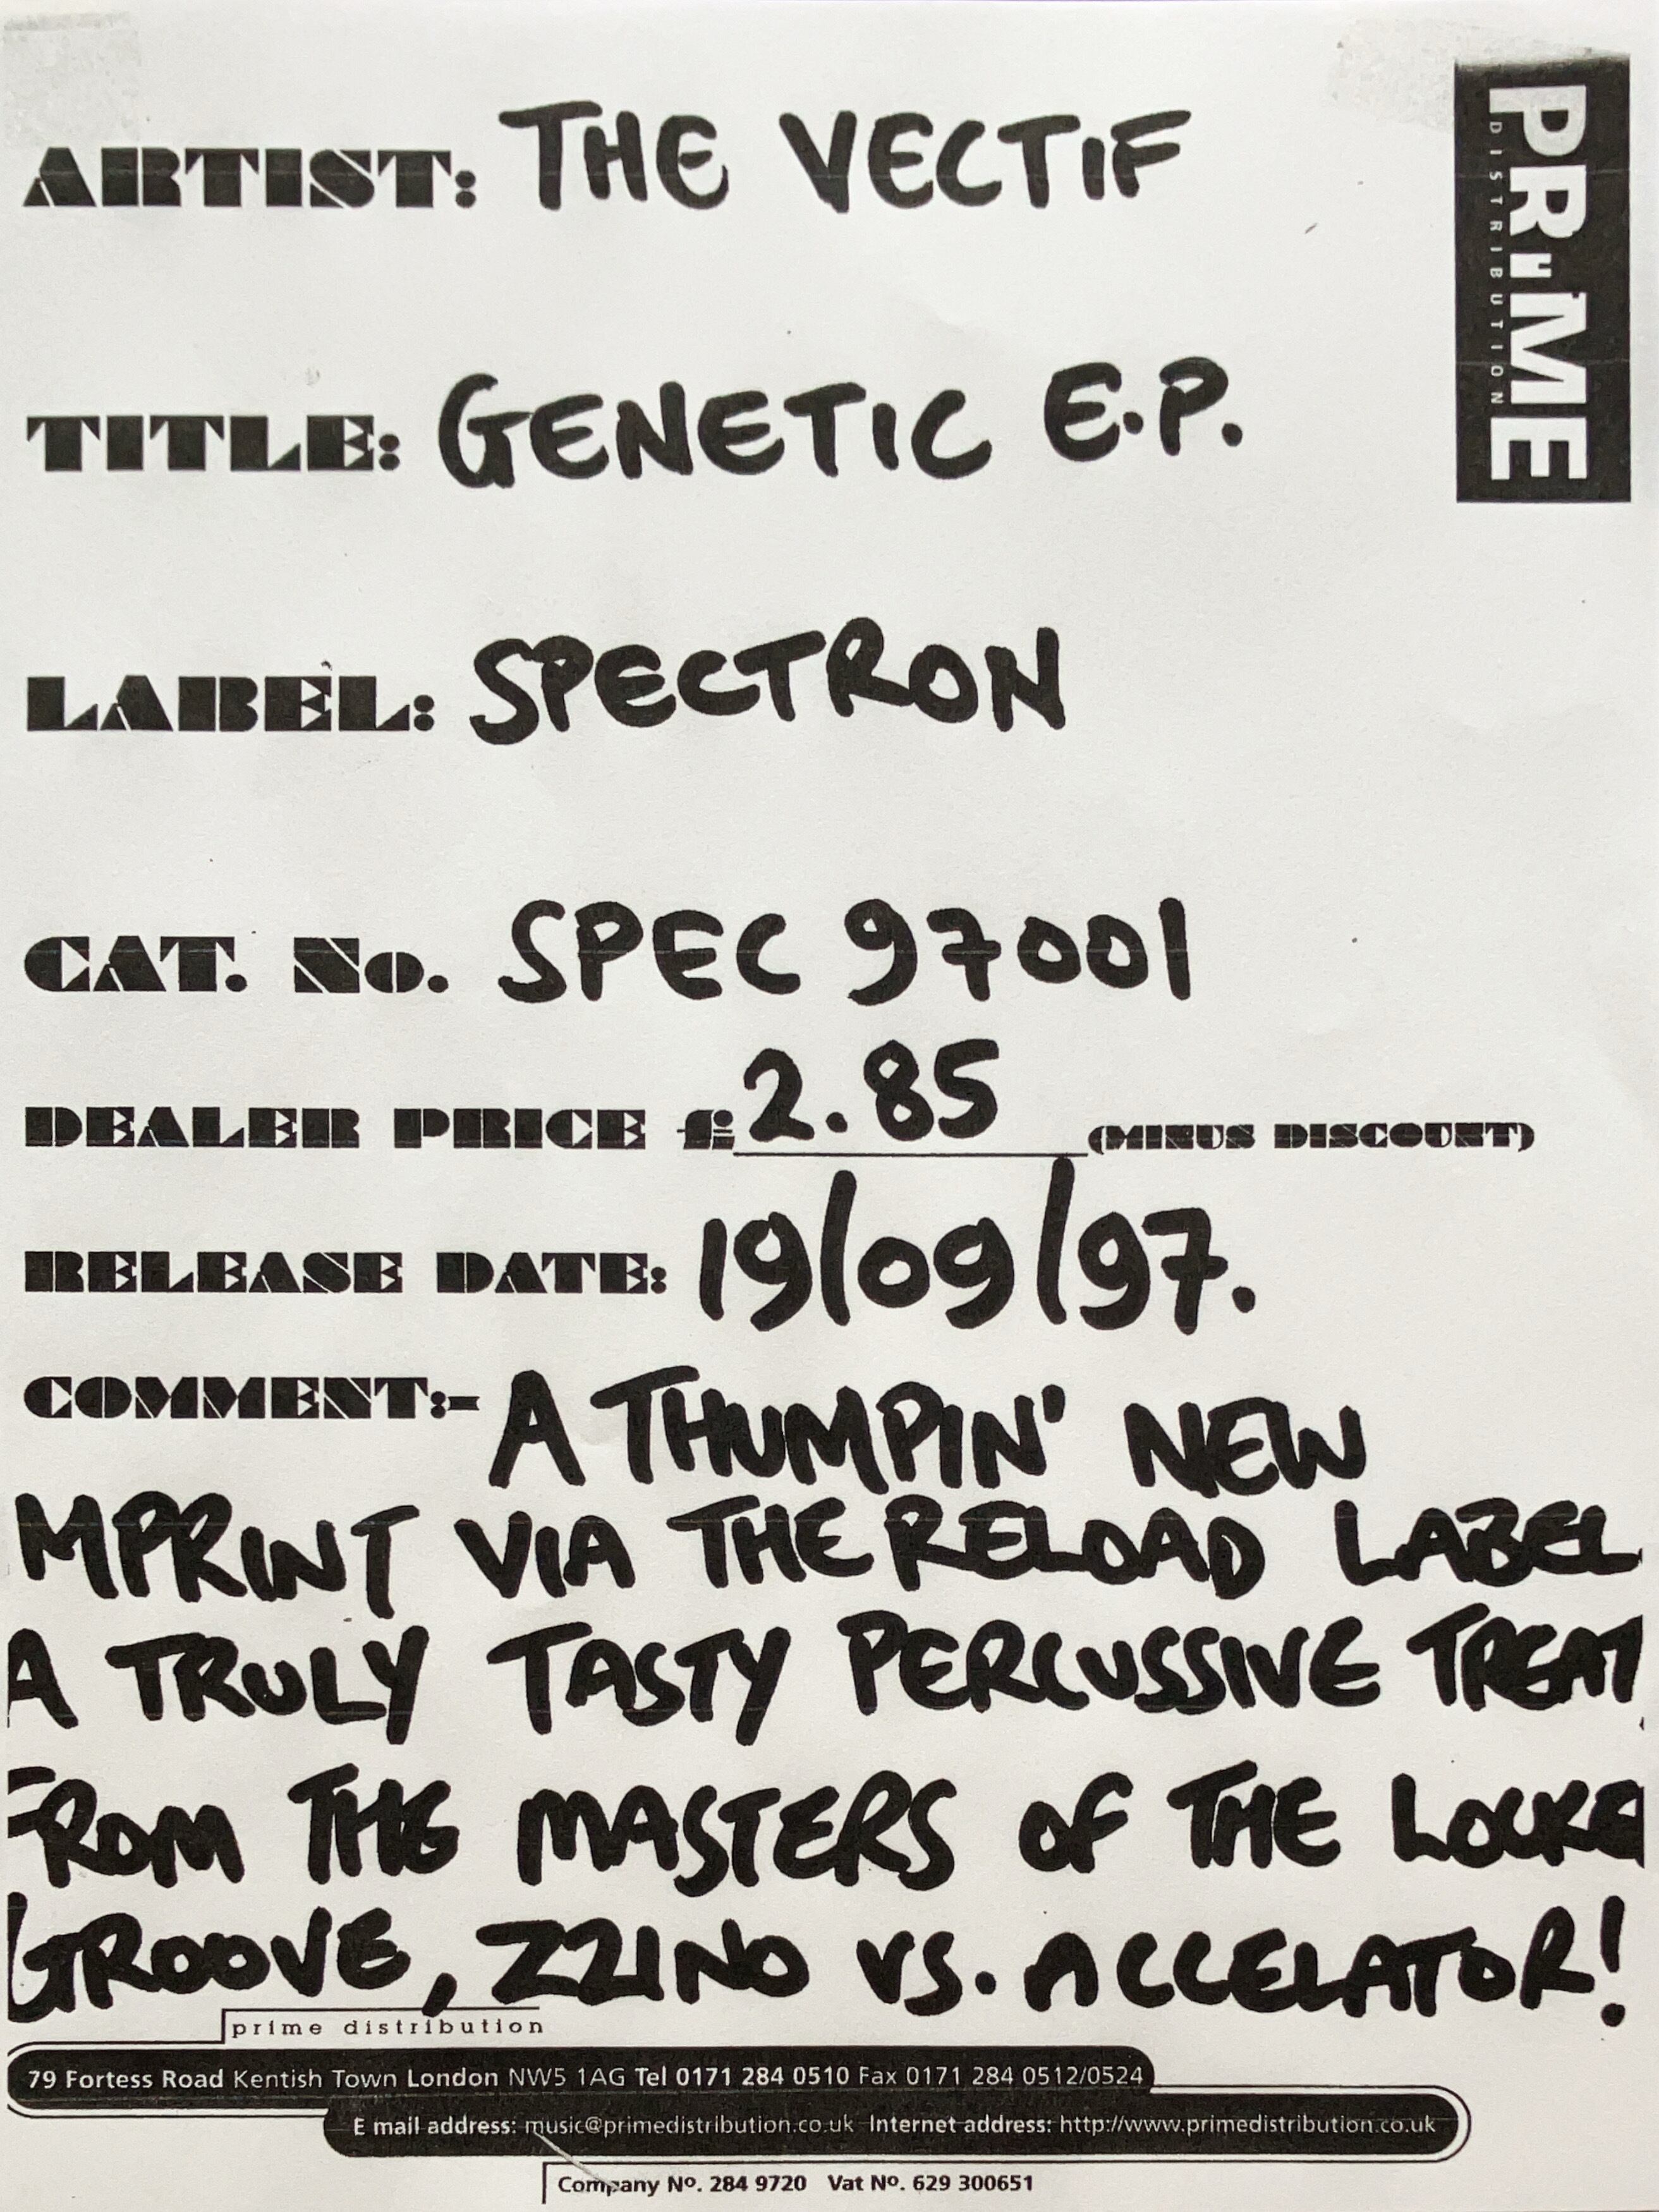 ARTIST: THE VECTIF
PRIME
DISTRIBUTION
TITLE: GENETIC E.P.
LABEL: SPECTRON
CAT. No. SPEC 97001
DEALER PRICE £ 2.85 (MINUS DISCOUNT)
RELEASE DATE: 19/09/97.
COMMENT:- A THUMPIN' NEW
MPRINT VIA THE RELOAD LABEL
A TRULY TASTY PERCUSSIVE TREAT
FROM THE MASTERS OF THE LOCKE
GROOVE, ZZINO VS. ACCELATOR!
prime distribution
79 Fortess Road Kentish Town London NW5 1AG Tel 0171 284 0510 Fax 0171 284 0512/0524
E mail address: music@primedistribution.co.uk Internet address: http://www.primedistribution.co.uk
Company Nº. 284 9720 Vat Nº. 629 300651